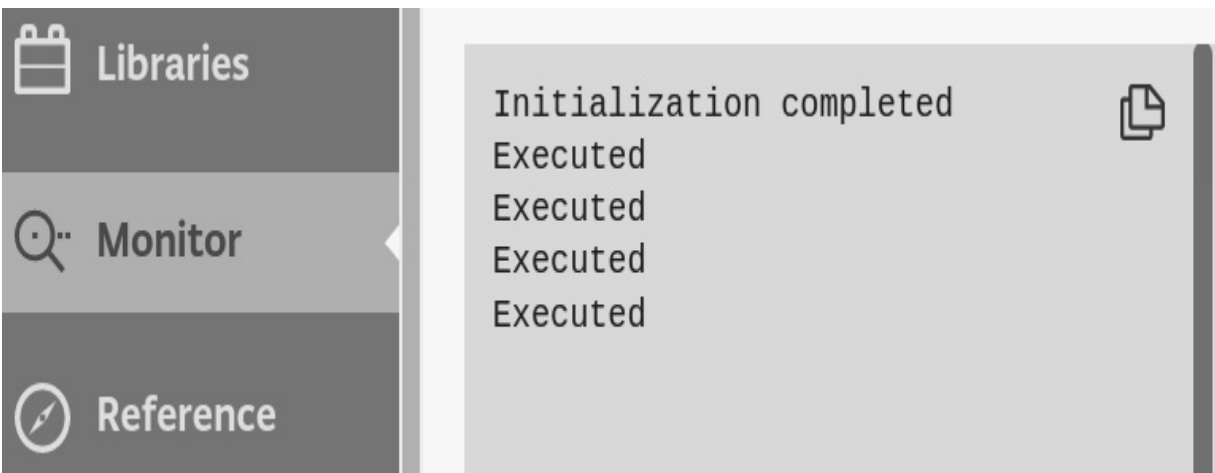 Libraries
Monitor
Reference
Initialization completed
Executed
Executed
Executed
Executed